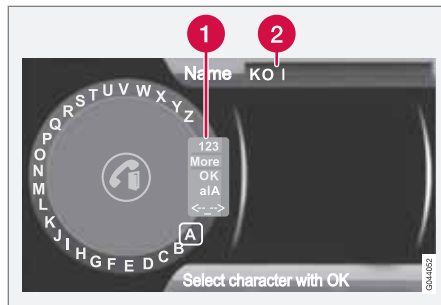 1 2
Name KO
A B C D E F G H I J K L M N O P Q R S T U V W X Y Z
123
More
OK
a|A
<--_-->
Select character with OK
G044052